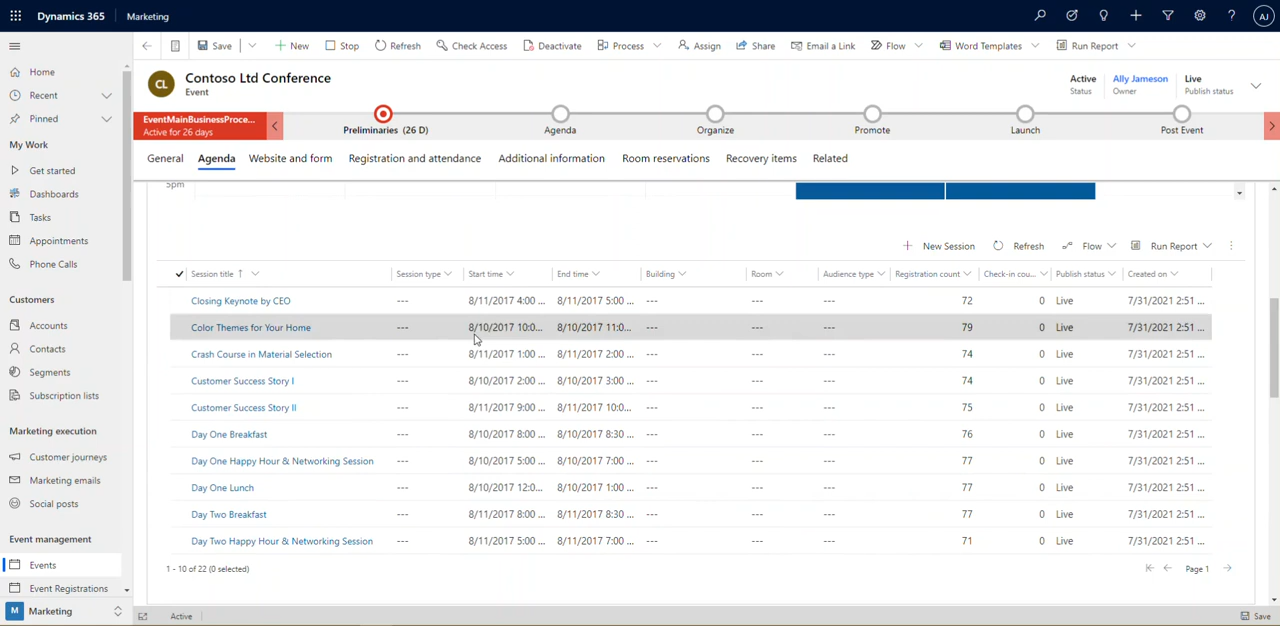 Dynamics 365 Marketing ? AJ
Save New Stop Refresh Check Access Deactivate Process Assign Share Email a Link Flow Word Templates Run Report
Home
Recent
Pinned
My Work
Get started
Dashboards
Tasks
Appointments
Phone Calls
Customers
Accounts
Contacts
Segments
Subscription lists
Marketing execution
Customer journeys
Marketing emails
Social posts
Event management
Events
Event Registrations
M Marketing
CL Contoso Ltd Conference
Event
Active
Status
Ally Jameson
Owner
Live
Publish status
EventMainBusinessProce...
Active for 26 days
Preliminaries (26 D) Agenda Organize Promote Launch Post Event
General Agenda Website and form Registration and attendance Additional information Room reservations Recovery items Related
5pm
New Session Refresh Flow Run Report
Session title ↑ Session type Start time End time Building Room Audience type Registration count Check-in cou... Publish status Created on
Closing Keynote by CEO --- 8/11/2017 4:00 ... 8/11/2017 5:00 ... --- --- --- 72 0 Live 7/31/2021 2:51 ...
Color Themes for Your Home --- 8/10/2017 10:0... 8/10/2017 11:0... --- --- --- 79 0 Live 7/31/2021 2:51 ...
Crash Course in Material Selection --- 8/11/2017 1:00 ... 8/11/2017 2:00 ... --- --- --- 74 0 Live 7/31/2021 2:51 ...
Customer Success Story I --- 8/10/2017 2:00 ... 8/10/2017 3:00 ... --- --- --- 74 0 Live 7/31/2021 2:51 ...
Customer Success Story II --- 8/11/2017 9:00 ... 8/11/2017 10:0... --- --- --- 75 0 Live 7/31/2021 2:51 ...
Day One Breakfast --- 8/10/2017 8:00 ... 8/10/2017 8:30 ... --- --- --- 76 0 Live 7/31/2021 2:51 ...
Day One Happy Hour & Networking Session --- 8/10/2017 5:00 ... 8/10/2017 7:00 ... --- --- --- 77 0 Live 7/31/2021 2:51 ...
Day One Lunch --- 8/10/2017 12:0... 8/10/2017 1:00 ... --- --- --- 77 0 Live 7/31/2021 2:51 ...
Day Two Breakfast --- 8/11/2017 8:00 ... 8/11/2017 8:30 ... --- --- --- 77 0 Live 7/31/2021 2:51 ...
Day Two Happy Hour & Networking Session --- 8/11/2017 5:00 ... 8/11/2017 7:00 ... --- --- --- 71 0 Live 7/31/2021 2:51 ...
1 - 10 of 22 (0 selected) Page 1
Active Save